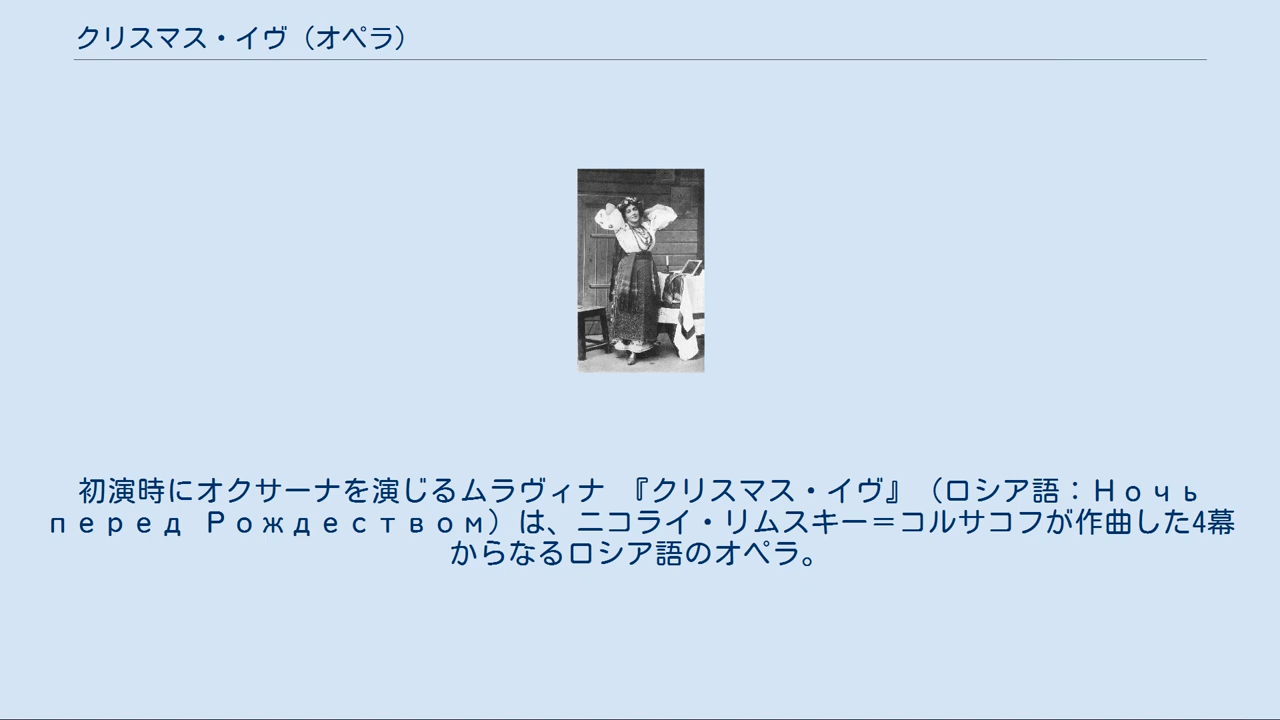 クリスマス・イヴ（オペラ）
初演時にオクサーナを演じるムラヴィナ 『クリスマス・イヴ』（ロシア語：Ночь
перед Рождеством）は、ニコライ・リムスキー＝コルサコフが作曲した4幕
からなるロシア語のオペラ。